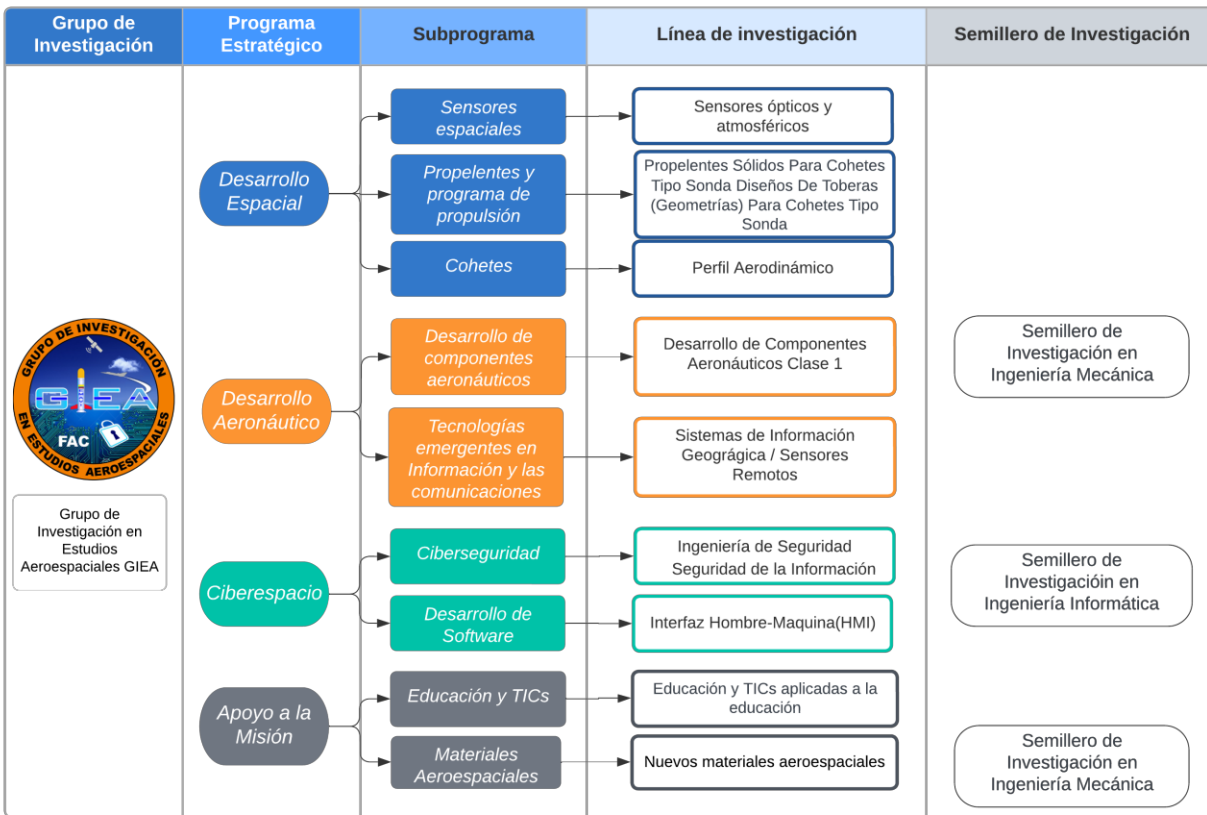 Grupo de
Investigación
Programa
Estratégico
Subprograma
Línea de investigación
Semillero de Investigación
GRUPO DE INVESTIGACIÓN
GIEA
FAC
EN ESTUDIOS AEROESPACIALES
Grupo de
Investigación en
Estudios
Aeroespaciales GIEA
Desarrollo
Espacial
Sensores
espaciales
Sensores ópticos y
atmosféricos
Propelentes y
programa de
propulsión
Propelentes Sólidos Para Cohetes
Tipo Sonda Diseños De Toberas
(Geometrías) Para Cohetes Tipo
Sonda
Cohetes
Perfil Aerodinámico
Desarrollo
Aeronáutico
Desarrollo de
componentes
aeronáuticos
Desarrollo de Componentes
Aeronáuticos Clase 1
Semillero de
Investigación en
Ingeniería Mecánica
Tecnologías
emergentes en
Información y las
comunicaciones
Sistemas de Información
Geográgica / Sensores
Remotos
Ciberespacio
Ciberseguridad
Ingeniería de Seguridad
Seguridad de la Información
Semillero de
Investigacióin en
Ingeniería Informática
Desarrollo de
Software
Interfaz Hombre-Maquina(HMI)
Apoyo a la
Misión
Educación y TICs
Educación y TICs aplicadas a la
educación
Materiales
Aeroespaciales
Nuevos materiales aeroespaciales
Semillero de
Investigación en
Ingeniería Mecánica